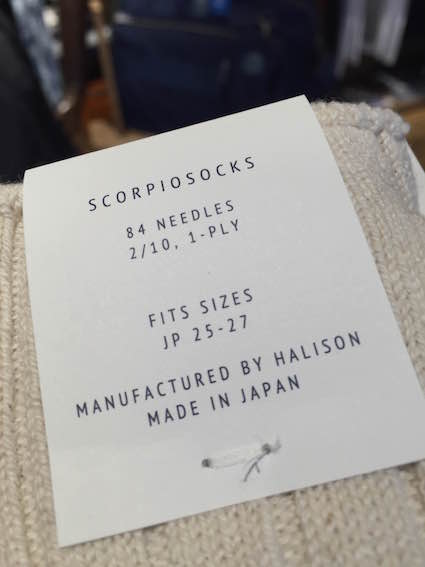 SCORPIOSOCKS
84 NEEDLES
2/10, 1-PLY
FITS SIZES
JP 25-27
MANUFACTURED BY HALISON
MADE IN JAPAN